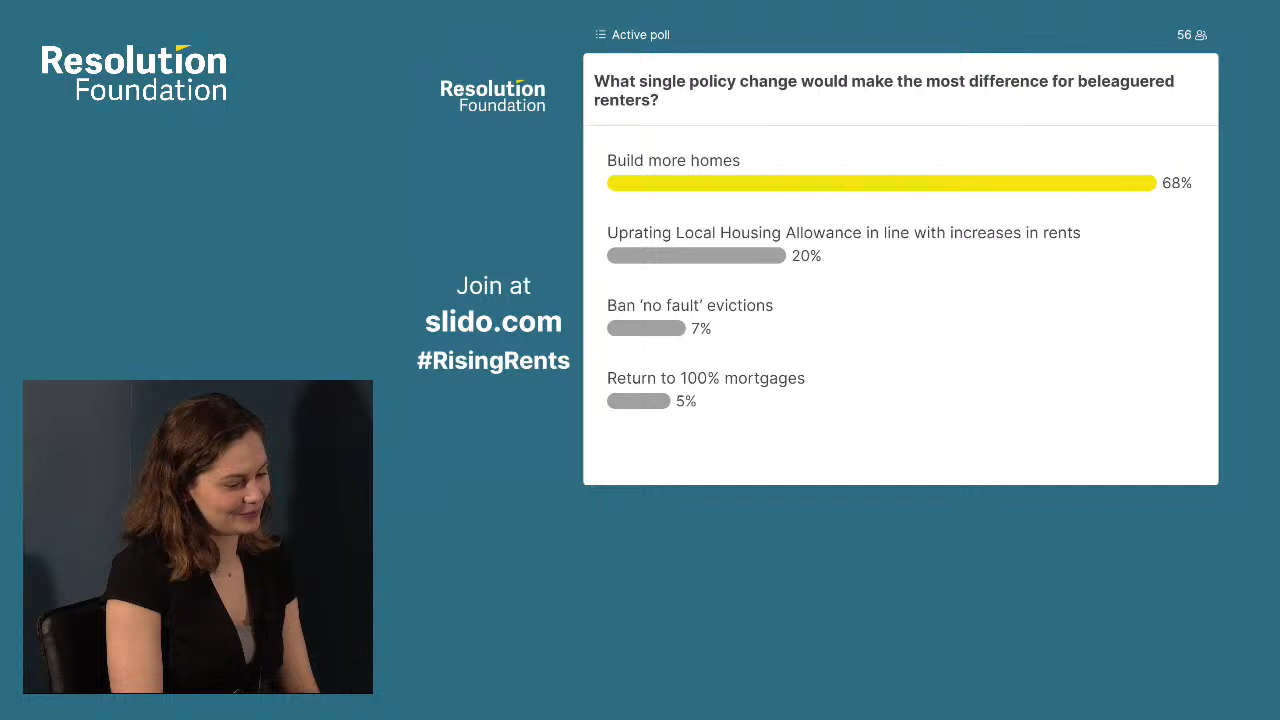 Resolution
Foundation
Active poll
56
Resolution
Foundation
What single policy change would make the most difference for beleaguered
renters?
Build more homes
68%
Uprating Local Housing Allowance in line with increases in rents
20%
Join at
slido.com
#RisingRents
Ban ‘no fault’ evictions
7%
Return to 100% mortgages
5%